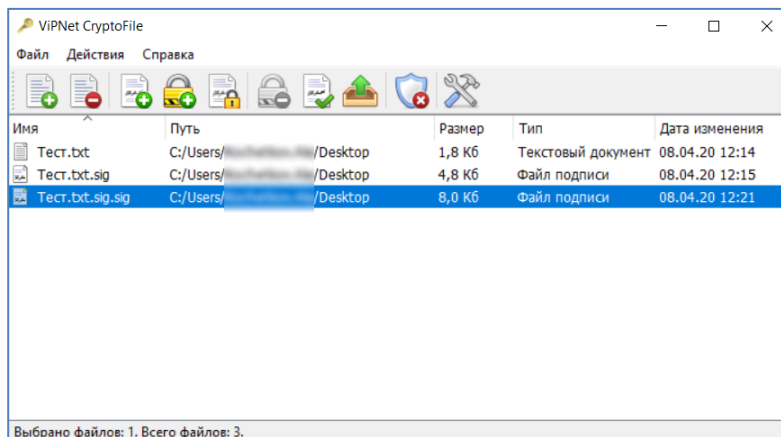 ViPNet CryptoFile
Файл Действия Справка
Имя Путь Размер Тип Дата изменения
Тест.txt C:/Users/ /Desktop 1,8 Кб Текстовый документ 08.04.20 12:14
Тест.txt.sig C:/Users/ /Desktop 4,8 Кб Файл подписи 08.04.20 12:15
Тест.txt.sig.sig C:/Users/ /Desktop 8,0 Кб Файл подписи 08.04.20 12:21
Выбрано файлов: 1. Всего файлов: 3.